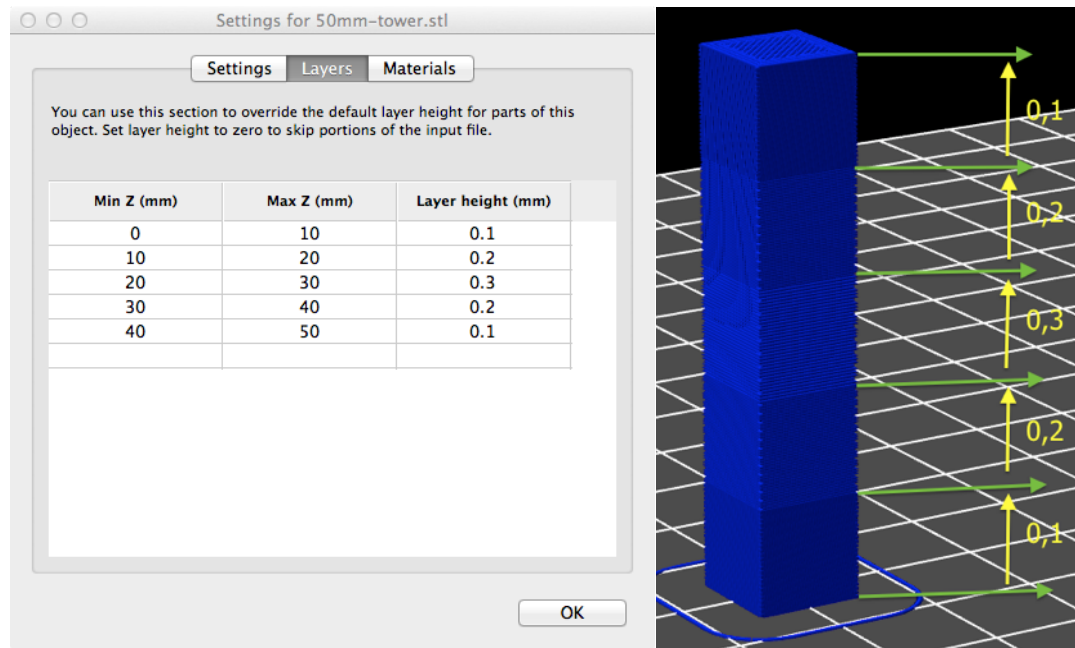 Settings for 50mm-tower.stl
Settings Layers Materials
You can use this section to override the default layer height for parts of this
object. Set layer height to zero to skip portions of the input file.
Min Z (mm) Max Z (mm) Layer height (mm)
0 10 0.1
10 20 0.2
20 30 0.3
30 40 0.2
40 50 0.1
OK
0,1
0,2
0,3
0,2
0,1